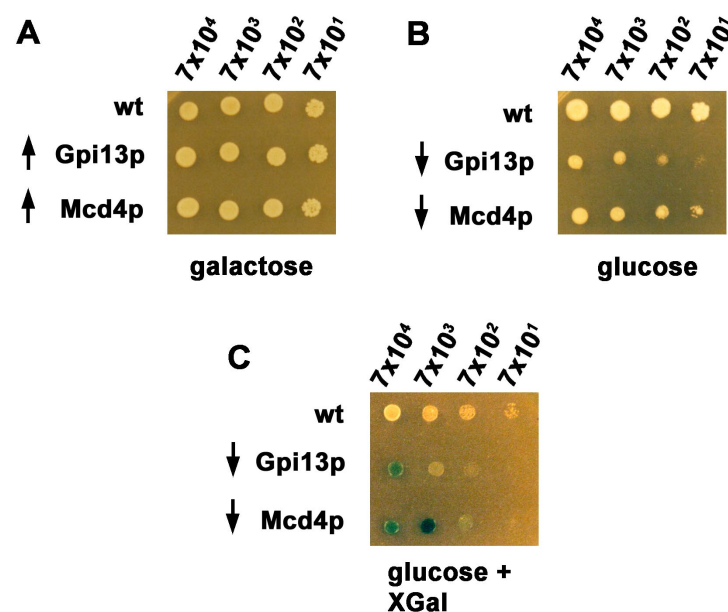 A
7x10⁴ 7x10³ 7x10² 7x10¹
wt
↑ Gpi13p
↑ Mcd4p
galactose
B
7x10⁴ 7x10³ 7x10² 7x10¹
wt
↓ Gpi13p
↓ Mcd4p
glucose
C
7x10⁴ 7x10³ 7x10² 7x10¹
wt
↓ Gpi13p
↓ Mcd4p
glucose +
XGal